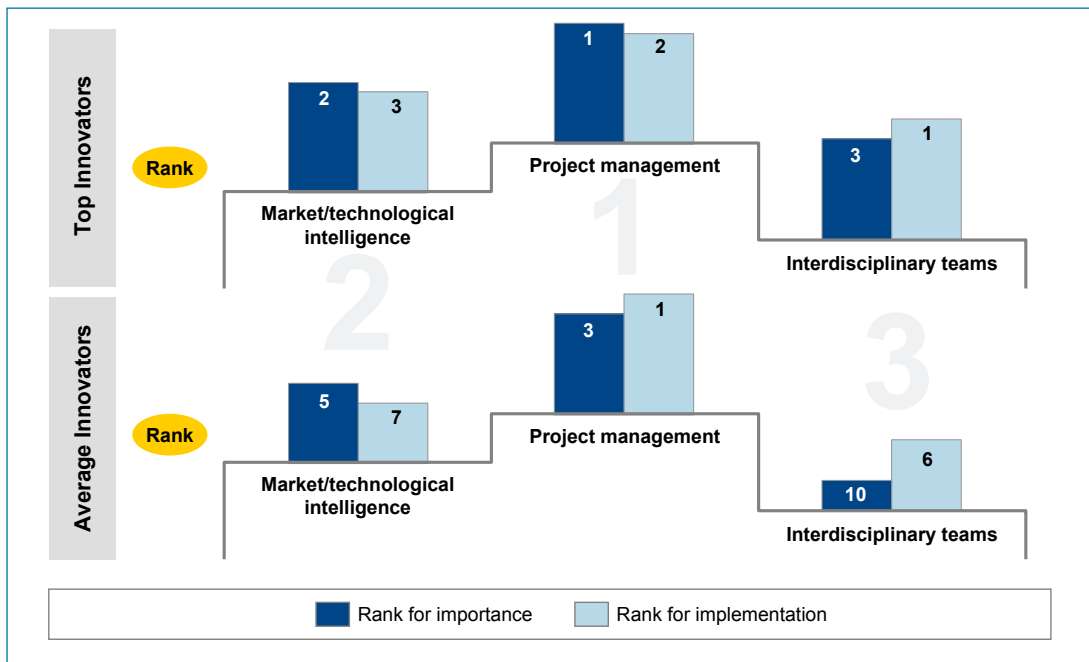 Top Innovators
Rank
2
3
Market/technological
intelligence
1
2
Project management
3
1
Interdisciplinary teams
2
1
3
Average Innovators
Rank
5
7
Market/technological
intelligence
3
1
Project management
10
6
Interdisciplinary teams
Rank for importance
Rank for implementation